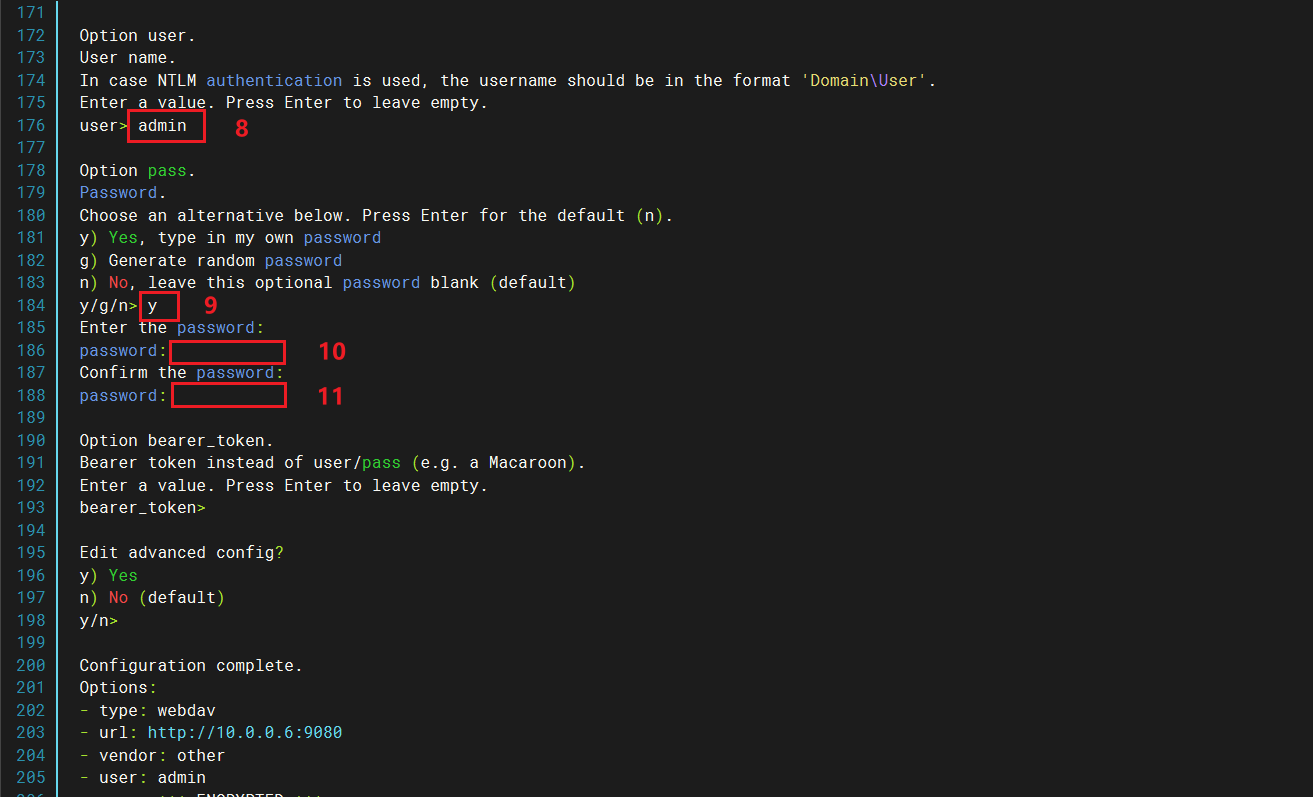 171
172 Option user.
173 User name.
174 In case NTLM authentication is used, the username should be in the format 'Domain\User'.
175 Enter a value. Press Enter to leave empty.
176 user> admin 8
177
178 Option pass.
179 Password.
180 Choose an alternative below. Press Enter for the default (n).
181 y) Yes, type in my own password
182 g) Generate random password
183 n) No, leave this optional password blank (default)
184 y/g/n> y 9
185 Enter the password:
186 password: 10
187 Confirm the password:
188 password: 11
189
190 Option bearer_token.
191 Bearer token instead of user/pass (e.g. a Macaroon).
192 Enter a value. Press Enter to leave empty.
193 bearer_token>
194
195 Edit advanced config?
196 y) Yes
197 n) No (default)
198 y/n>
199
200 Configuration complete.
201 Options:
202 - type: webdav
203 - url: http://10.0.0.6:9080
204 - vendor: other
205 - user: admin
ENCRYPTED